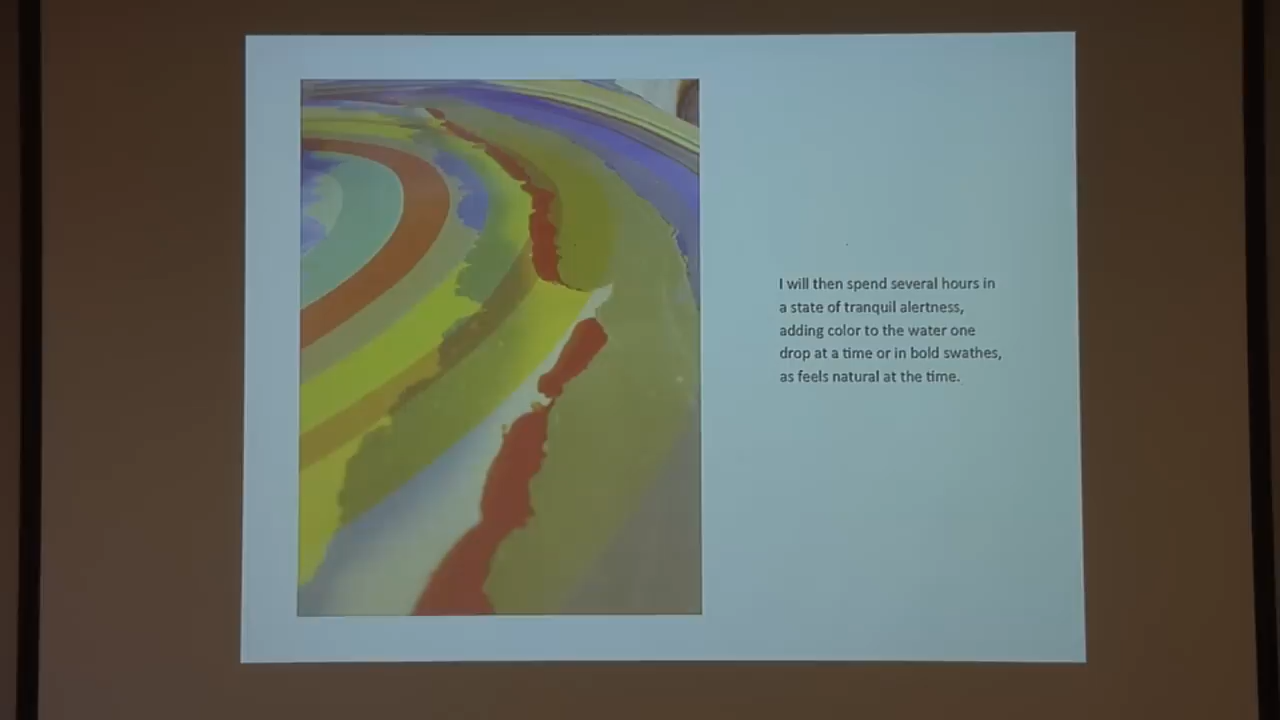 I will then spend several hours in
a state of tranquil alertness,
adding color to the water one
drop at a time or in bold swathes,
as feels natural at the time.